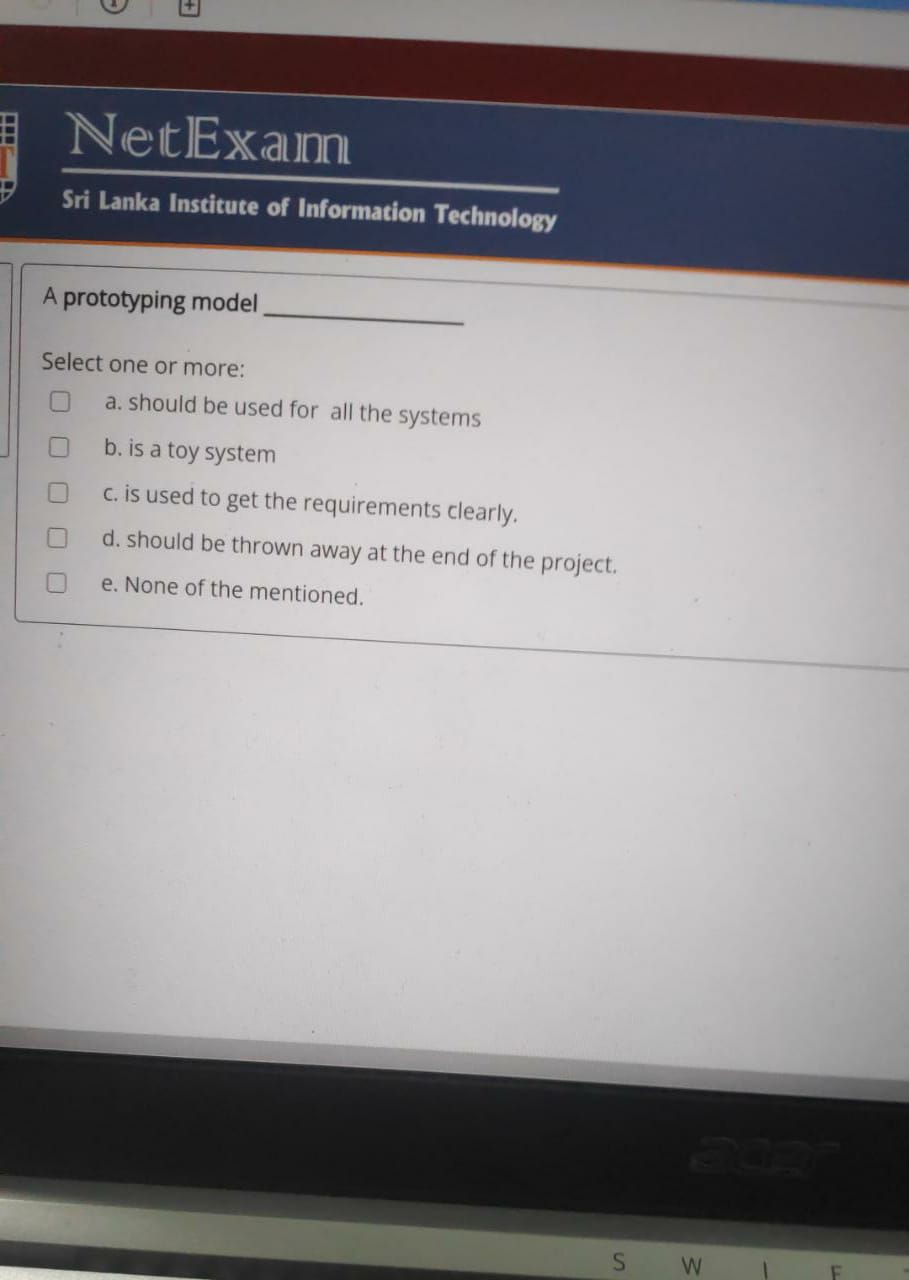 NetExam
Sri Lanka Institute of Information Technology
A prototyping model ____________
Select one or more:
a. should be used for all the systems
b. is a toy system
c. is used to get the requirements clearly.
d. should be thrown away at the end of the project.
e. None of the mentioned.
acer
S W I F